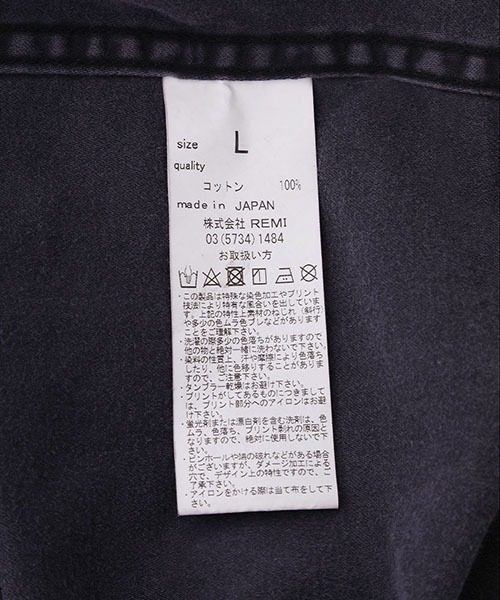 size L
quality
コットン 100%
made in JAPAN
株式会社 REMI
03(5734)1484
お取扱い方
・この製品は特殊な染色加工やプリント
技法により特有な風合いを出していま
す。上記の特性上素材のねじれ(斜行)
や多少の色ムラ色ブレなどがあります
ことをご理解下さい。
・洗濯の際多少の色落ちがありますので
他の物と絶対一緒に洗わないで下さい。
・染料の性質上、汗や摩擦により色落ち
したり、他に色移りすることがありま
すので、ご注意下さい。
・タンブラー乾燥はお避け下さい。
・プリントがしてあるものにつきまして
は、プリント部分へのアイロンはお避
け下さい。
・蛍光剤または漂白剤を含む洗剤は、色
ムラ、色落ち、プリント剥れの原因と
なりますので、絶対に使用しないで下
さい。
・ピンホールや端の破れなどがある場合
がございますが、ダメージ加工による
穴で、デザイン上の特性ですので、ご
了承下さい。
・アイロンをかける際は当て布をして下
さい。